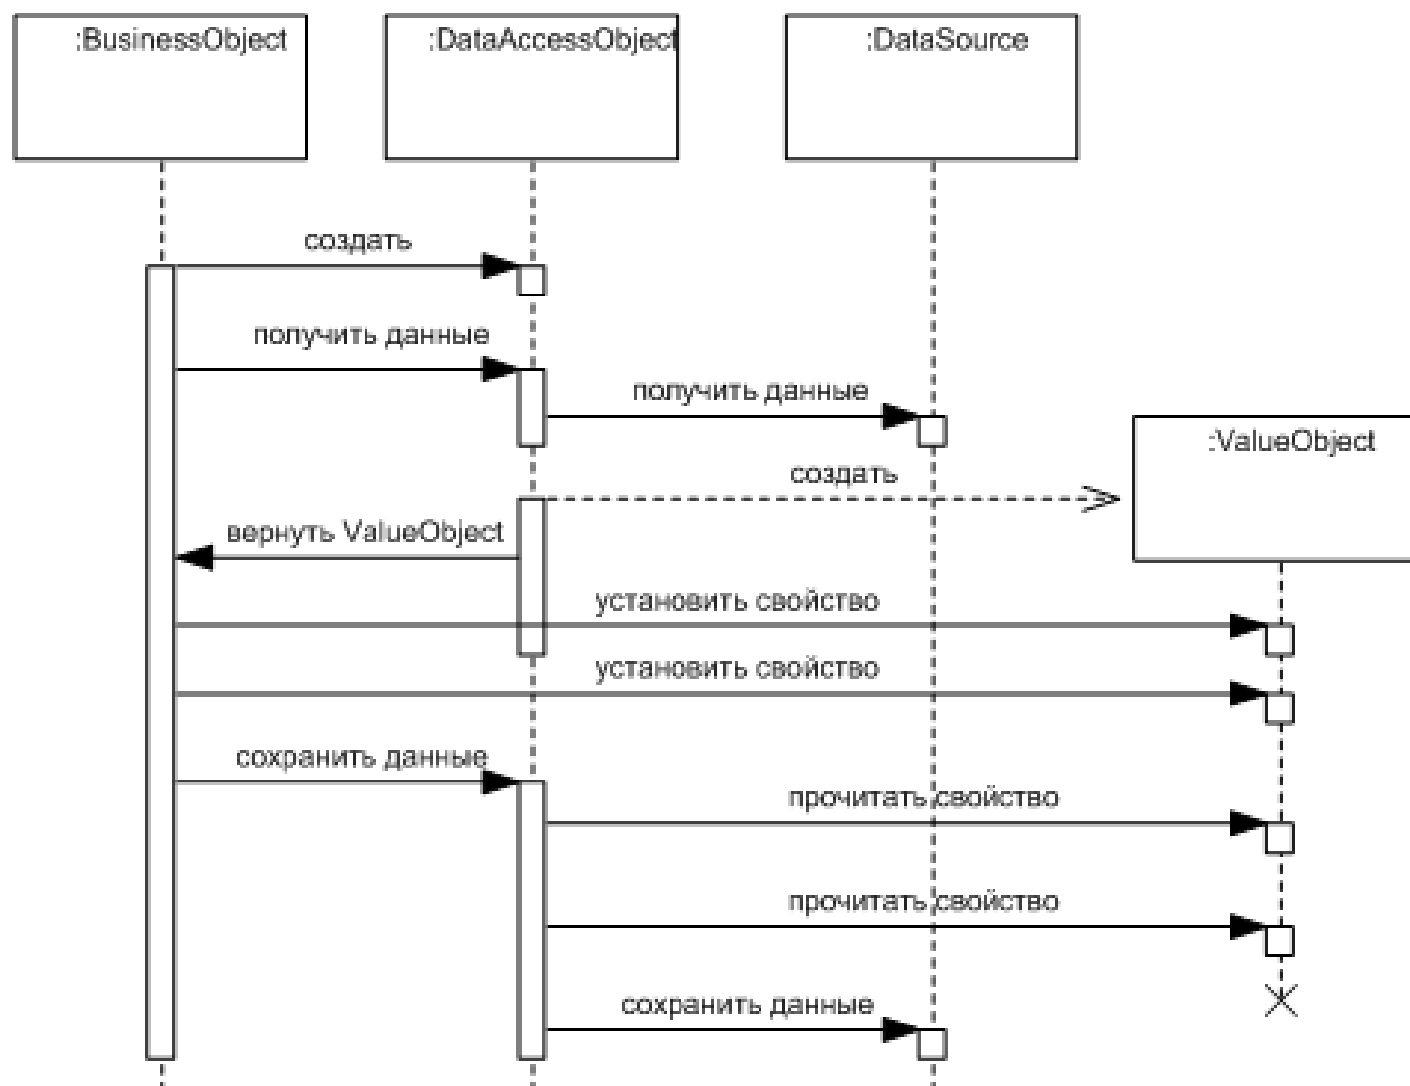 :BusinessObject
:DataAccessObject
:DataSource
создать
получить данные
получить данные
:ValueObject
создать
вернуть ValueObject
установить свойство
установить свойство
сохранить данные
прочитать свойство
прочитать свойство
сохранить данные